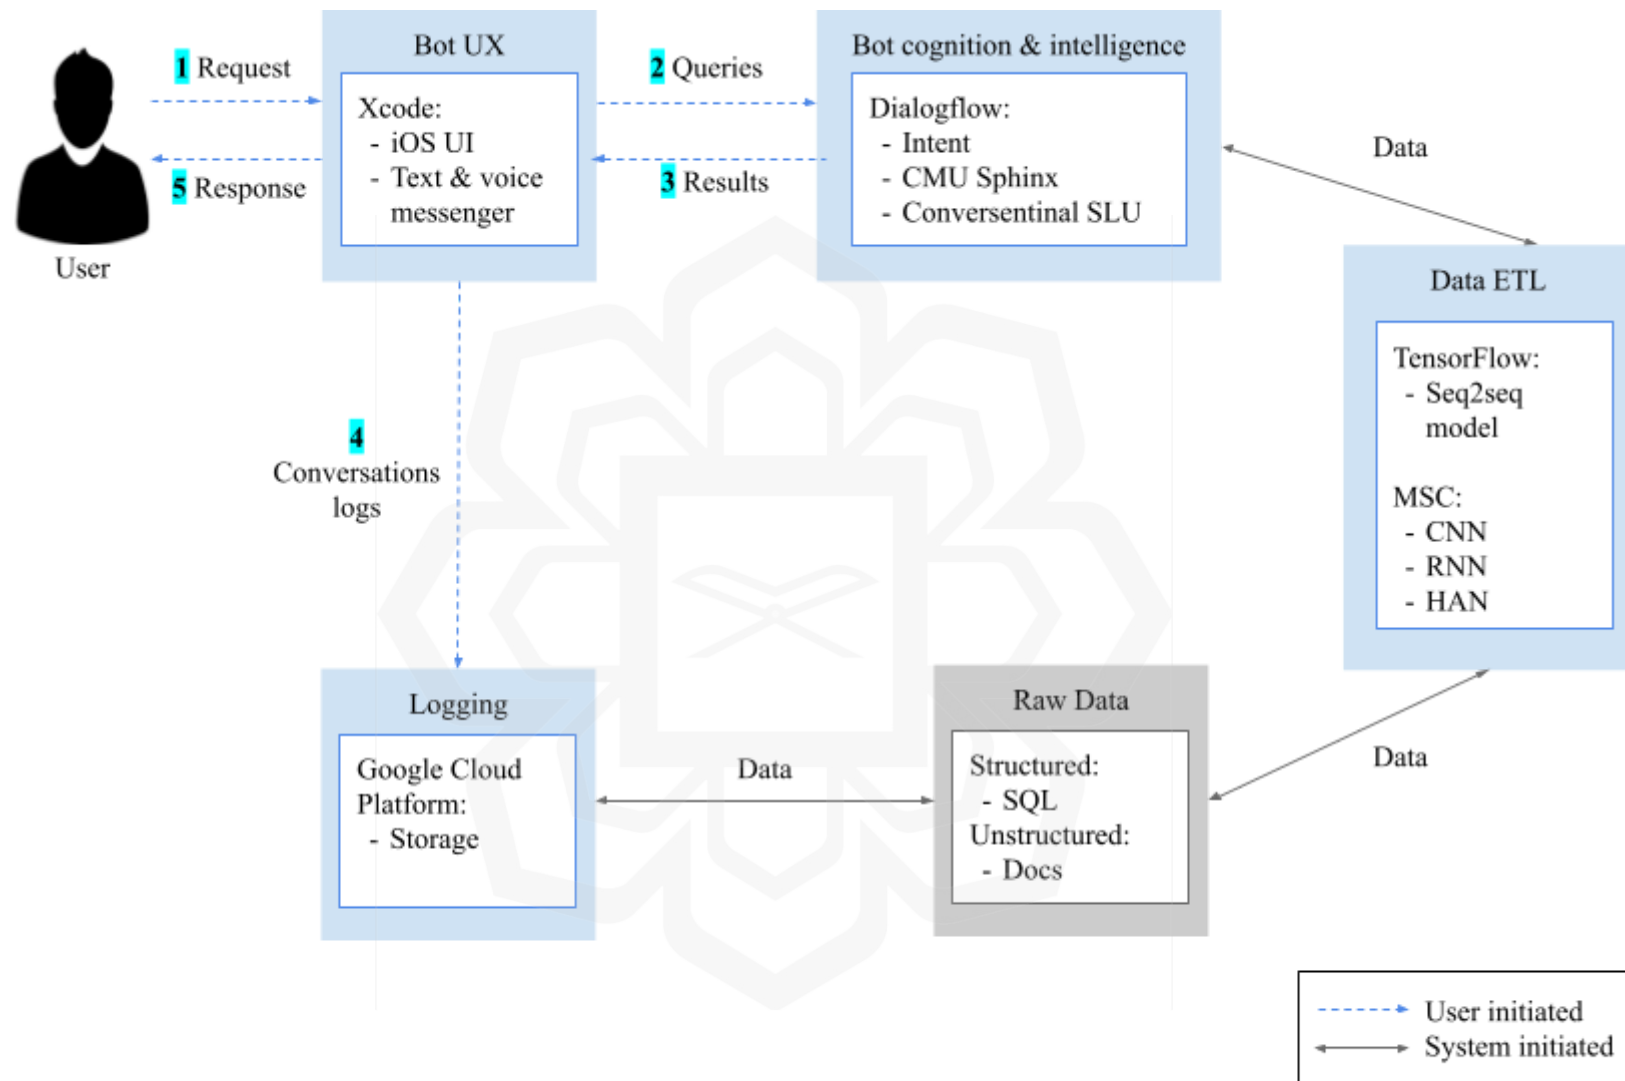 Bot UX
Bot cognition & intelligence
1 Request
2 Queries
Xcode:
- iOS UI
- Text & voice
messenger
Dialogflow:
- Intent
- CMU Sphinx
- Conversentinal SLU
5 Response
3 Results
User
Data
Data ETL
TensorFlow:
- Seq2seq
model
MSC:
- CNN
- RNN
- HAN
4
Conversations
logs
Logging
Google Cloud
Platform:
- Storage
Data
Raw Data
Structured:
- SQL
Unstructured:
- Docs
Data
User initiated
System initiated